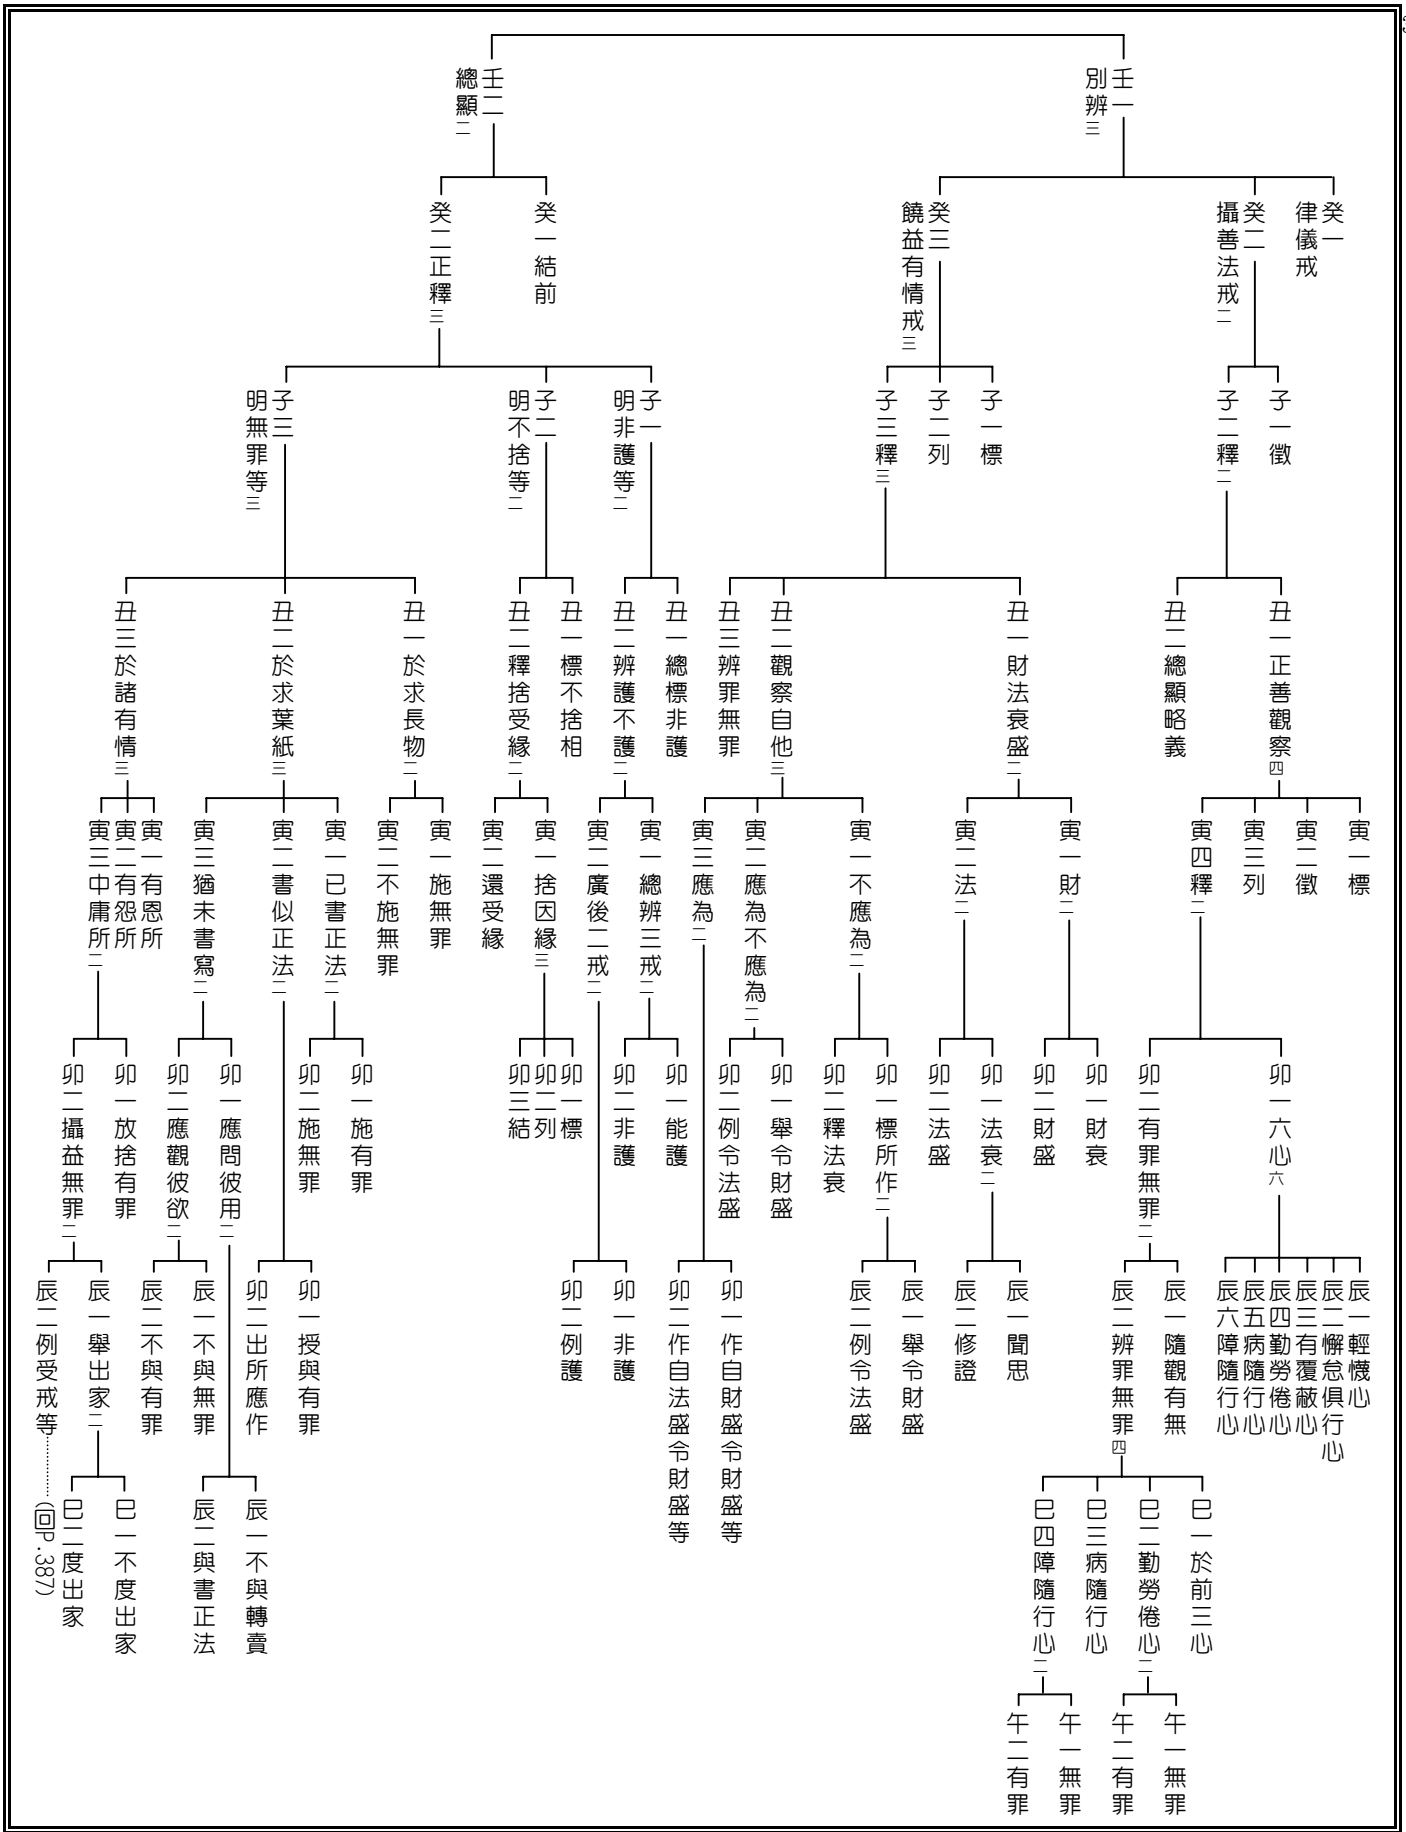 壬一
別辨三
壬二
總顯二
癸一
律儀戒
癸二
攝善法戒二
癸三
饒益有情戒三
癸一結前
癸二正釋三
子一徵
子二釋二
子一標
子二列
子三釋三
子一
明非護等二
子二
明不捨等二
子三
明無罪等三
丑一正善觀察四
丑二總顯略義
丑一財法衰盛二
丑二觀察自他三
丑三辨罪無罪
丑一總標非護
丑二辨護不護二
丑一標不捨相
丑二釋捨受緣二
丑一於求長物二
丑二於求葉紙三
丑三於諸有情三
寅一標
寅二徵
寅三列
寅四釋二
寅一財二
寅二法二
寅一不應為二
寅二應為不應為二
寅三應為二
寅一總辨三戒二
寅二廣後二戒二
寅一捨因緣三
寅二還受緣
寅一施無罪
寅二不施無罪
寅一已書正法二
寅二書似正法二
寅三猶未書寫二
寅一有恩所
寅二有怨所
寅三中庸所二
卯一六心六
卯二有罪無罪二
卯一財衰
卯二財盛
卯一法衰二
卯二法盛
卯一標所作二
卯二釋法衰
卯一舉令財盛
卯二例令法盛
卯一能護
卯二非護
卯一標
卯二列
卯三結
卯一施有罪
卯二施無罪
卯一應問彼用二
卯二應觀彼欲二
卯一放捨有罪
卯二攝益無罪二
辰一輕懱心
辰二懈怠俱行心
辰三有覆蔽心
辰四勤勞倦心
辰五病隨行心
辰六障隨行心
辰一隨觀有無
辰二辨罪無罪四
辰一聞思
辰二修證
辰一舉令財盛
辰二例令法盛
卯一作自財盛令財盛等
卯二作自法盛令財盛等
卯一非護
卯二例護
卯一授與有罪
卯二出所應作
辰一不與無罪
辰二不與有罪
辰一舉出家二
辰二例受戒等………(回P.387)
巳一於前三心
巳二勤勞倦心二
巳三病隨行心
巳四障隨行心二
辰一不與轉賣
辰二與書正法
巳一不度出家
巳二度出家
午一無罪
午二有罪
午一無罪
午二有罪